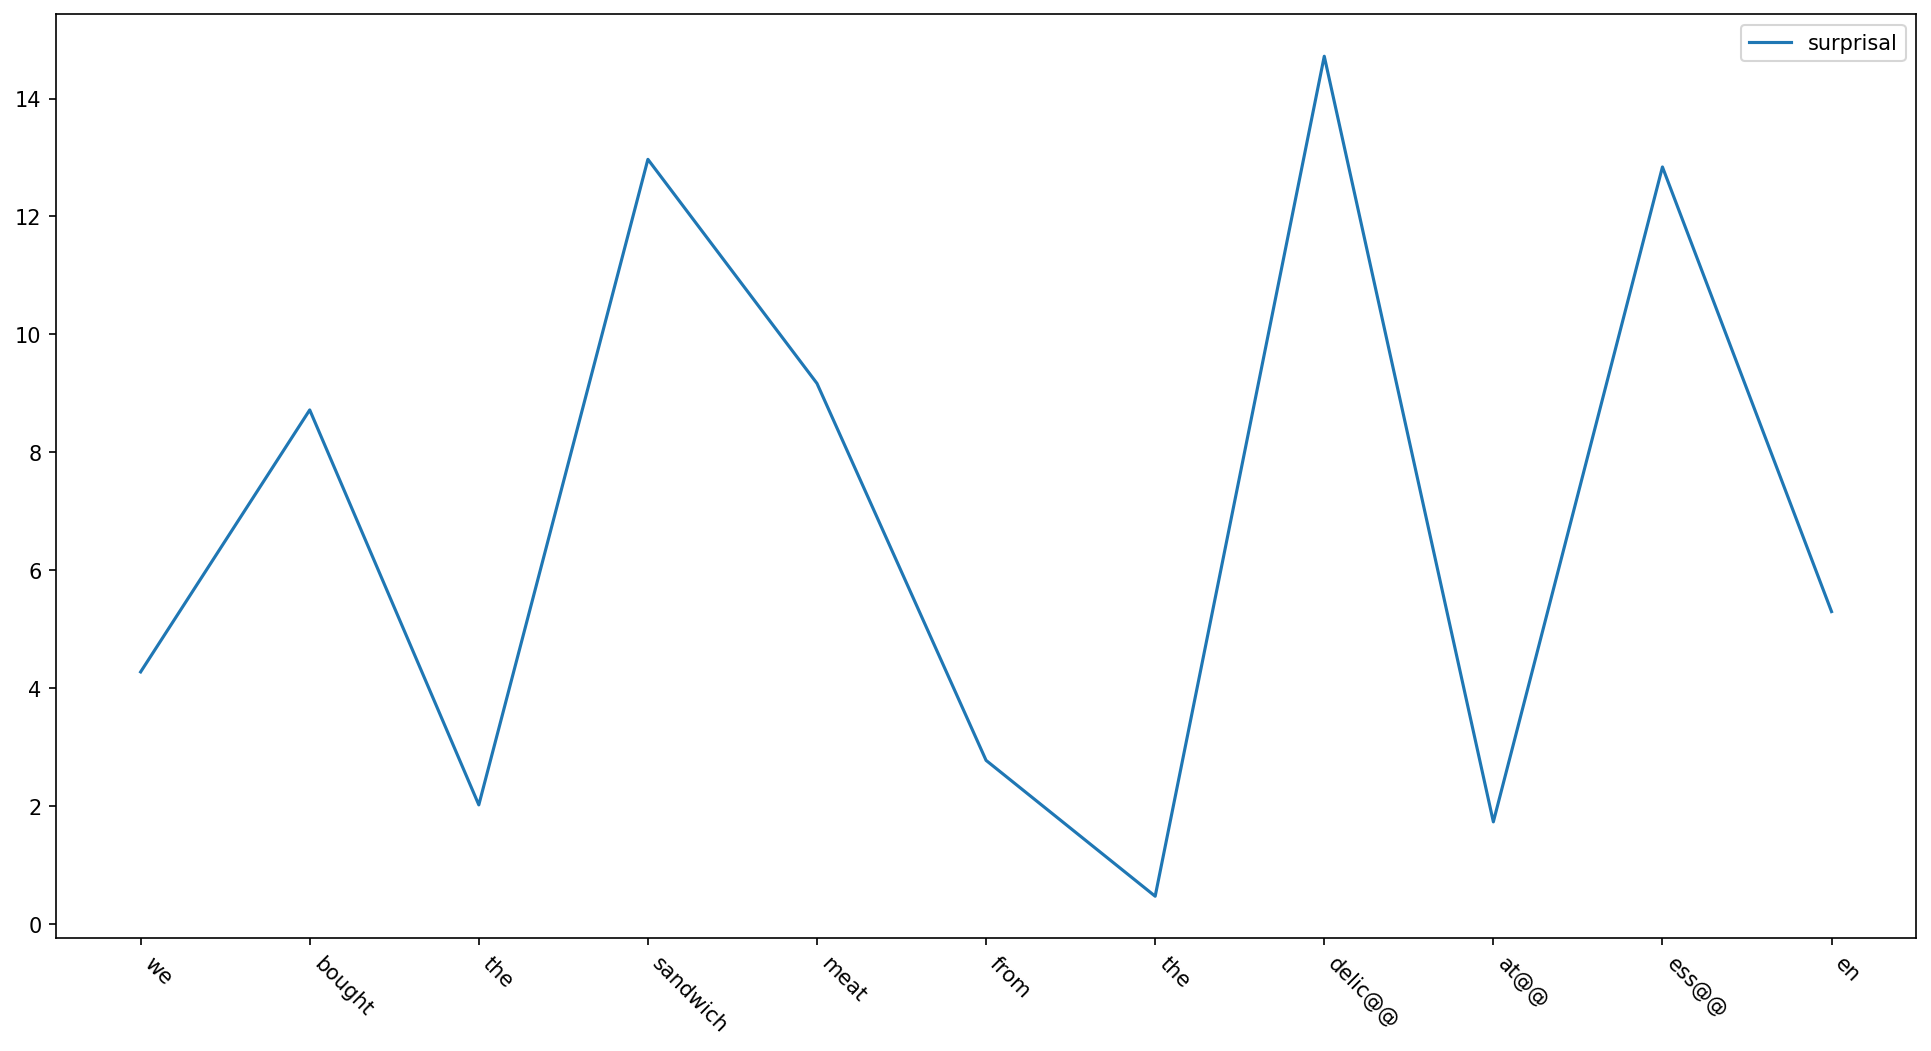 surprisal
14
12
10
8
6
4
2
0
we
bought
the
sandwich
meat
from
the
delic@@
at@@
ess@@
en